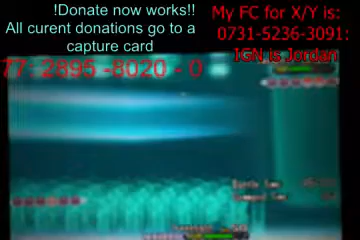 !Donate now works!!
All curent donations go to a
capture card
My FC for X/Y is:
0731-5236-3091:
IGN is Jordan
77: 2895 -8020 - 0